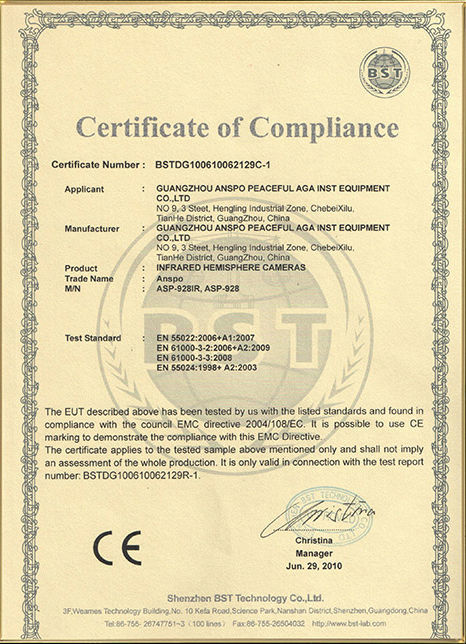 BST
Certificate of Compliance
Certificate Number : BSTDG100610062129C-1
Applicant : GUANGZHOU ANSPO PEACEFUL AGA INST EQUIPMENT
CO.,LTD
NO 9, 3 Steet, Hengling Industrial Zone, ChebeiXilu,
TianHe District, GuangZhou, China
Manufacturer : GUANGZHOU ANSPO PEACEFUL AGA INST EQUIPMENT
CO.,LTD
NO 9, 3 Steet, Hengling Industrial Zone, ChebeiXilu,
TianHe District, GuangZhou, China
Product : INFRARED HEMISPHERE CAMERAS
Trade Name : Anspo
M/N : ASP-928IR, ASP-928
BST
Test Standard : EN 55022:2006+A1:2007
EN 61000-3-2:2006+A2:2009
EN 61000-3-3:2008
EN 55024:1998+ A2:2003
The EUT described above has been tested by us with the listed standards and found in
compliance with the council EMC directive 2004/108/EC. It is possible to use CE
marking to demonstrate the compliance with this EMC Directive.
The certificate applies to the tested sample above mentioned only and shall not imply
an assessment of the whole production. It is only valid in connection with the test report
number: BSTDG100610062129R-1.
CE
Christina
Christina
Manager
Jun. 29, 2010
Shenzhen BST Technology Co.,Ltd.
3F,Weames Technology Building,No. 10 Kefa Road,Science Park,Nanshan District,Shenzhen,Guangdong,China
Tel:86-755- 26747751~3 (100 lines) Fax:86-755-26504032 http://www.bst-lab.com